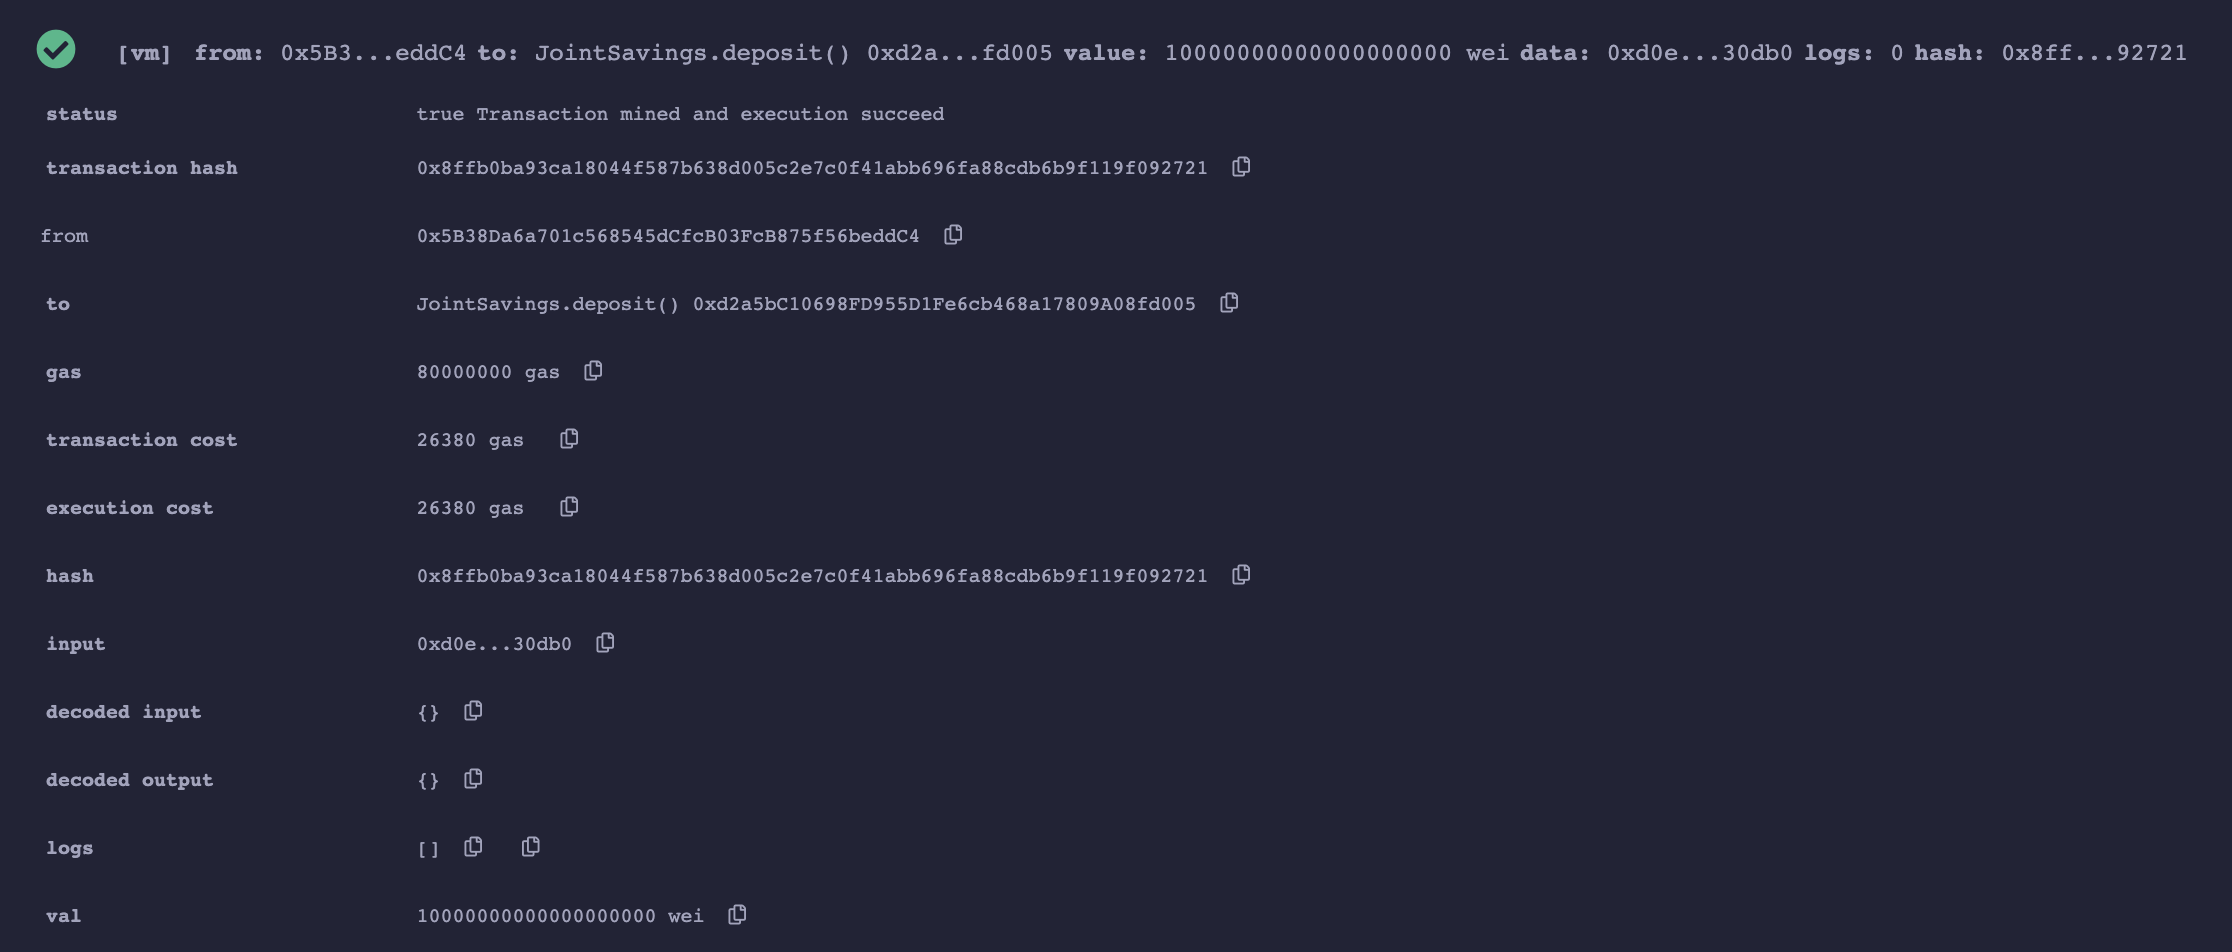 [vm] from: 0x5B3...eddC4 to: JointSavings.deposit() 0xd2a...fd005 value: 10000000000000000000 wei data: 0xd0e...30db0 logs: 0 hash: 0x8ff...92721
status true Transaction mined and execution succeed
transaction hash 0x8ffb0ba93ca18044f587b638d005c2e7c0f41abb696fa88cdb6b9f119f092721
from 0x5B38Da6a701c568545dCfcB03FcB875f56beddC4
to JointSavings.deposit() 0xd2a5bC10698FD955D1Fe6cb468a17809A08fd005
gas 80000000 gas
transaction cost 26380 gas
execution cost 26380 gas
hash 0x8ffb0ba93ca18044f587b638d005c2e7c0f41abb696fa88cdb6b9f119f092721
input 0xd0e...30db0
decoded input {}
decoded output {}
logs []
val 10000000000000000000 wei